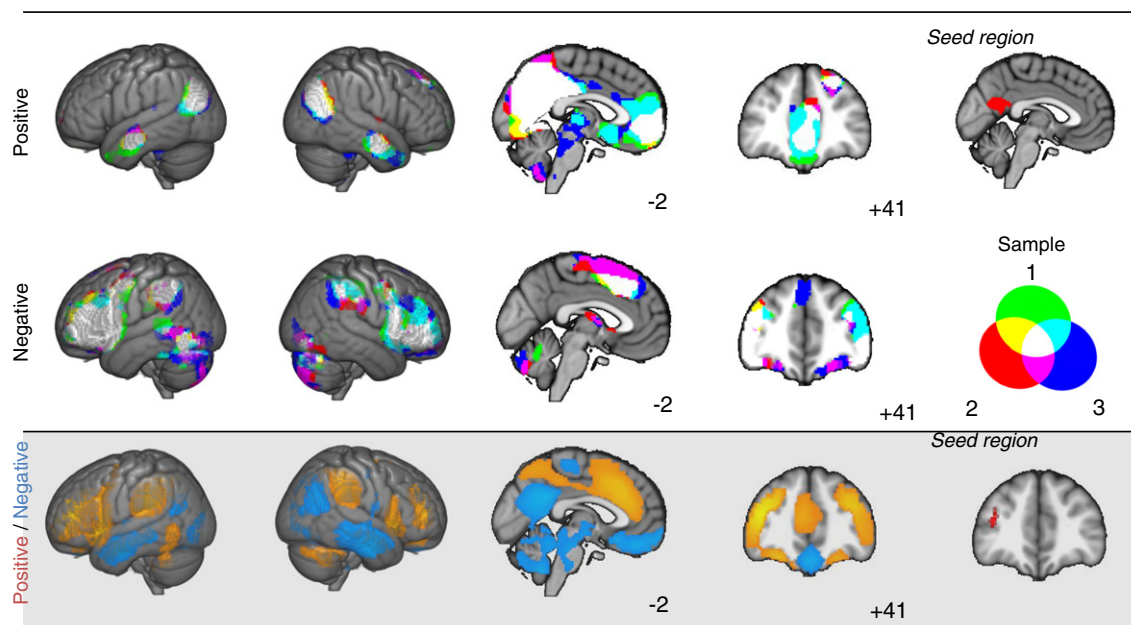 Seed region
Positive
-2
+41
Negative
Sample
1
2
3
-2
+41
Seed region
Positive / Negative
-2
+41